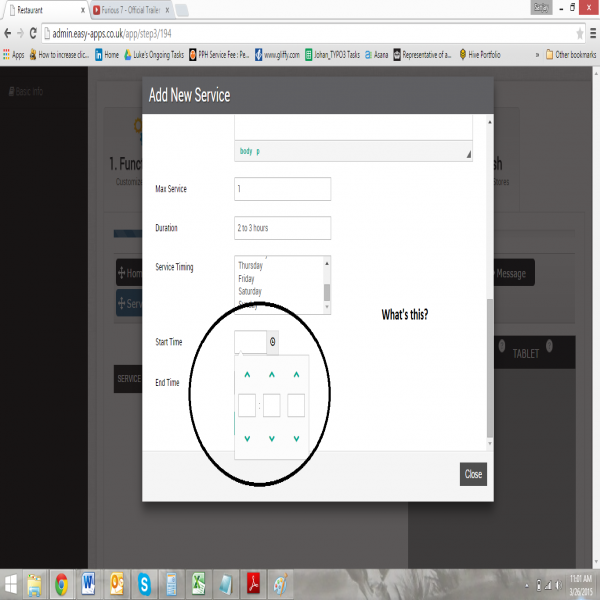 Restaurant
Furious 7 - Official Trailer
admin.easy-apps.co.uk/app/step3/194
Apps How to increase clic... Home Luke's Ongoing Tasks PPH Service Fee : Pe... www.gliffy.com Johan_TYPO3 Tasks Asana Representative of a... Hive Portfolio » Other bookmarks
Basic Info
Add New Service
body p
1. Func
sh
Customiz
Stores
Max Service 1
Duration 2 to 3 hours
Service Timing
Thursday
Friday
Saturday
Hom
Message
Serv
What's this?
Start Time
TABLET
SERVICE
End Time
:
Close
11:01 AM
3/26/2015